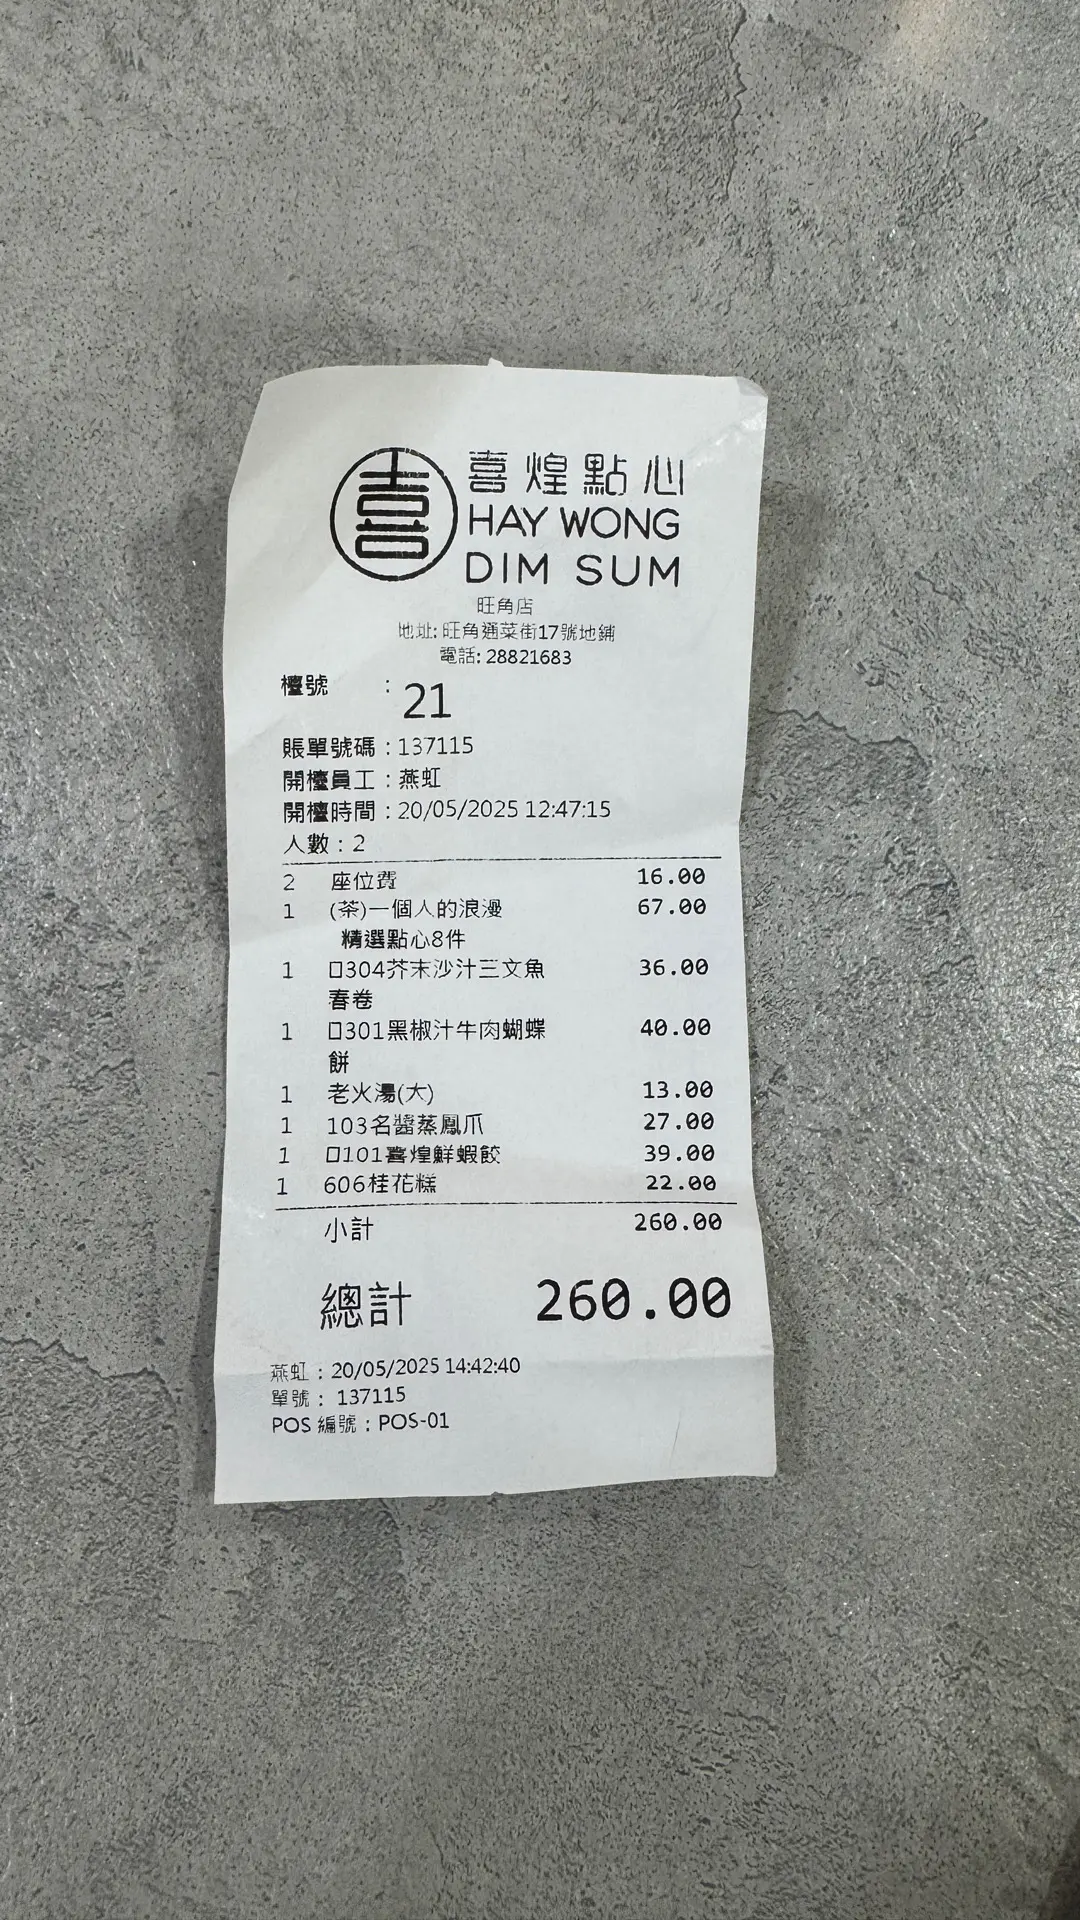 喜
喜煌點心
HAY WONG
DIM SUM
旺角店
地址: 旺角通菜街17號地鋪
電話: 28821683
檯號 : 21
賬單號碼 : 137115
開檯員工 : 燕虹
開檯時間 : 20/05/2025 12:47:15
人數 : 2
2 座位費 16.00
1 (茶)一個人的浪漫 67.00
精選點心8件
1 口304芥末沙汁三文魚 36.00
春卷
1 口301黑椒汁牛肉蝴蝶 40.00
餅
1 老火湯(大) 13.00
1 103名醬蒸鳳爪 27.00
1 口101喜煌鮮蝦餃 39.00
1 606桂花糕 22.00
小計 260.00
總計 260.00
燕虹 : 20/05/2025 14:42:40
單號 : 137115
POS 編號 : POS-01